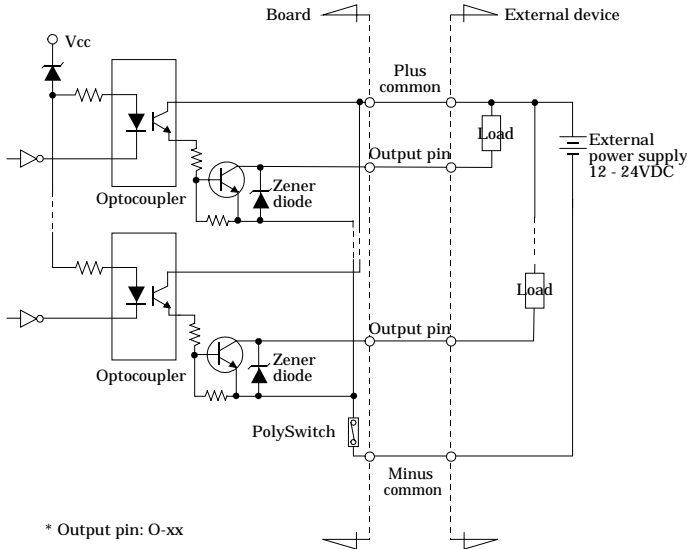 Board
External device
Vcc
Plus
common
Load
Output pin
External
power supply
12 - 24VDC
Optocoupler
Zener
diode
Load
Output pin
Optocoupler
Zener
diode
PolySwitch
Minus
common
* Output pin: O-xx